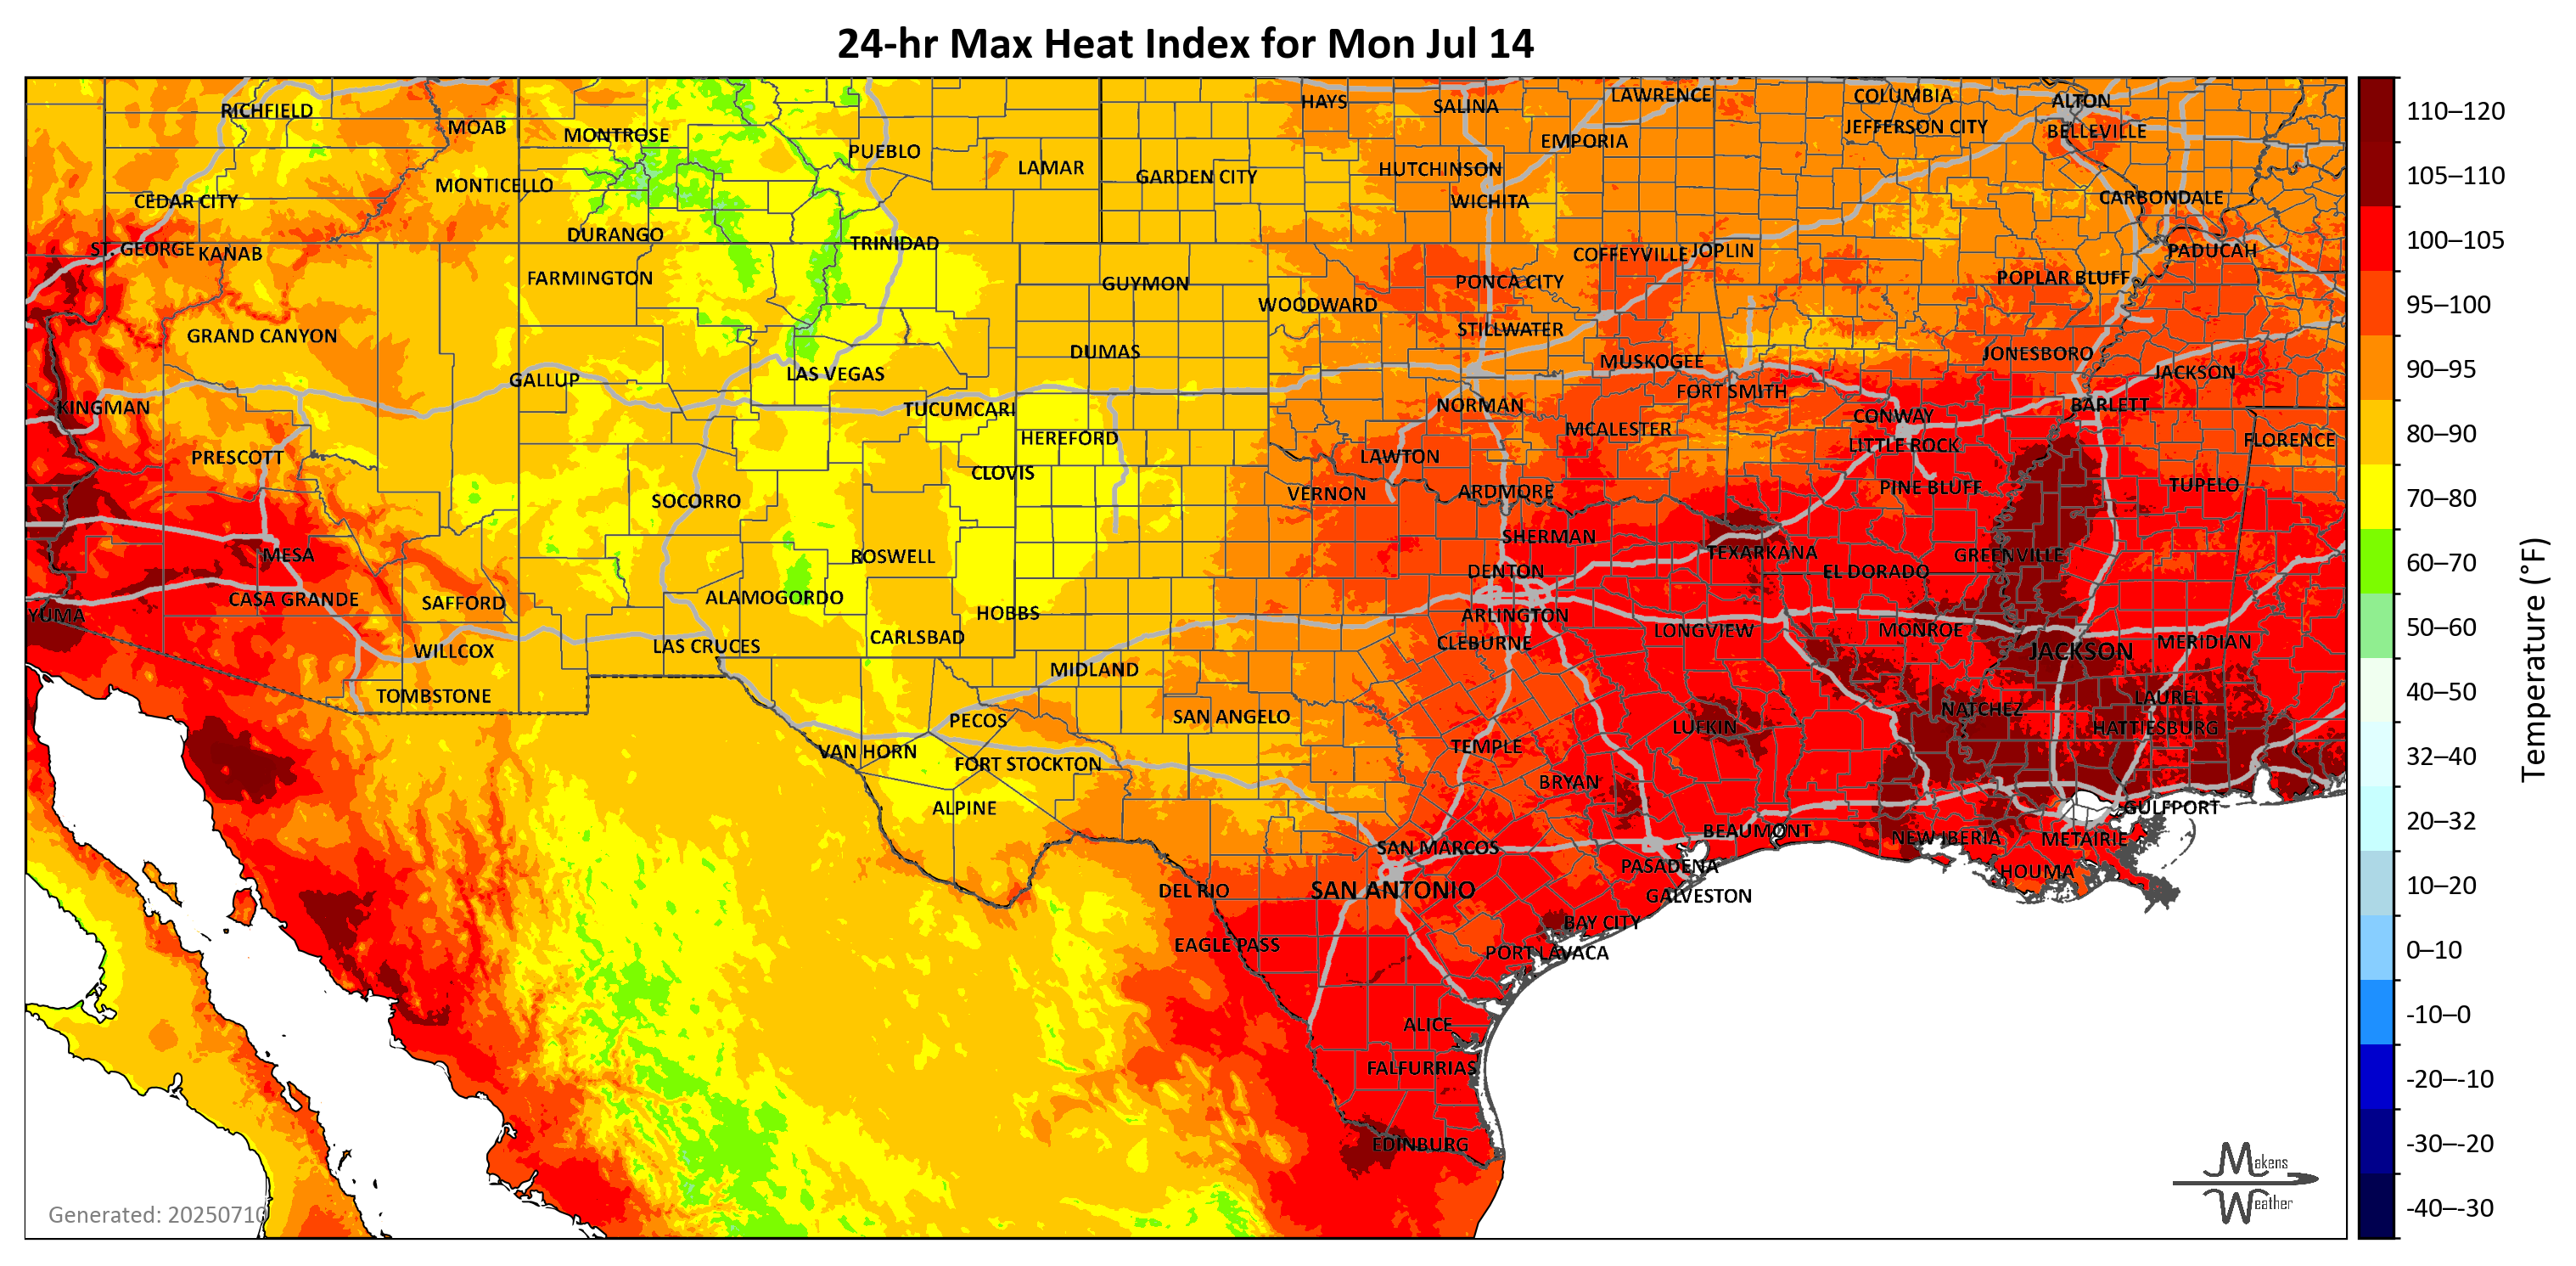 24-hr Max Heat Index for Mon Jul 14
RICHFIELD
MOAB
MONTROSE
PUEBLO
LAMAR
GARDEN CITY
HAYS
SALINA
LAWRENCE
COLUMBIA
ALTON
JEFFERSON CITY
BELLEVILLE
EMPORIA
HUTCHINSON
WICHITA
MONTICELLO
CEDAR CITY
CARBONDALE
DURANGO
TRINIDAD
ST. GEORGE
KANAB
COFFEYVILLE
JOPLIN
PADUCAH
FARMINGTON
GUYMON
PONCA CITY
POPLAR BLUFF
WOODWARD
GRAND CANYON
STILLWATER
DUMAS
MUSKOGEE
JONESBORO
GALLUP
LAS VEGAS
FORT SMITH
JACKSON
KINGMAN
TUCUMCARI
NORMAN
CONWAY
BARLETT
HEREFORD
MCALESTER
LITTLE ROCK
FLORENCE
PRESCOTT
CLOVIS
LAWTON
SOCORRO
VERNON
ARDMORE
PINE BLUFF
TUPELO
SHERMAN
MESA
ROSWELL
TEXARKANA
GREENVILLE
DENTON
EL DORADO
CASA GRANDE
SAFFORD
ALAMOGORDO
HOBBS
ARLINGTON
YUMA
CLEBURNE
LONGVIEW
MONROE
WILLCOX
LAS CRUCES
CARLSBAD
JACKSON
MERIDIAN
MIDLAND
TOMBSTONE
PECOS
SAN ANGELO
LUFKIN
NATCHEZ
LAUREL
HATTIESBURG
VAN HORN
FORT STOCKTON
TEMPLE
BRYAN
ALPINE
GULFPORT
SAN MARCOS
BEAUMONT
NEW IBERIA
METAIRIE
PASADENA
HOUMA
DEL RIO
SAN ANTONIO
GALVESTON
BAY CITY
EAGLE PASS
PORT LAVACA
ALICE
FALFURRIAS
EDINBURG
Generated: 20250710
Makens
Weather
110–120
105–110
100–105
95–100
90–95
80–90
70–80
60–70
50–60
40–50
32–40
20–32
10–20
0–10
-10–0
-20–-10
-30–-20
-40–-30
Temperature (°F)